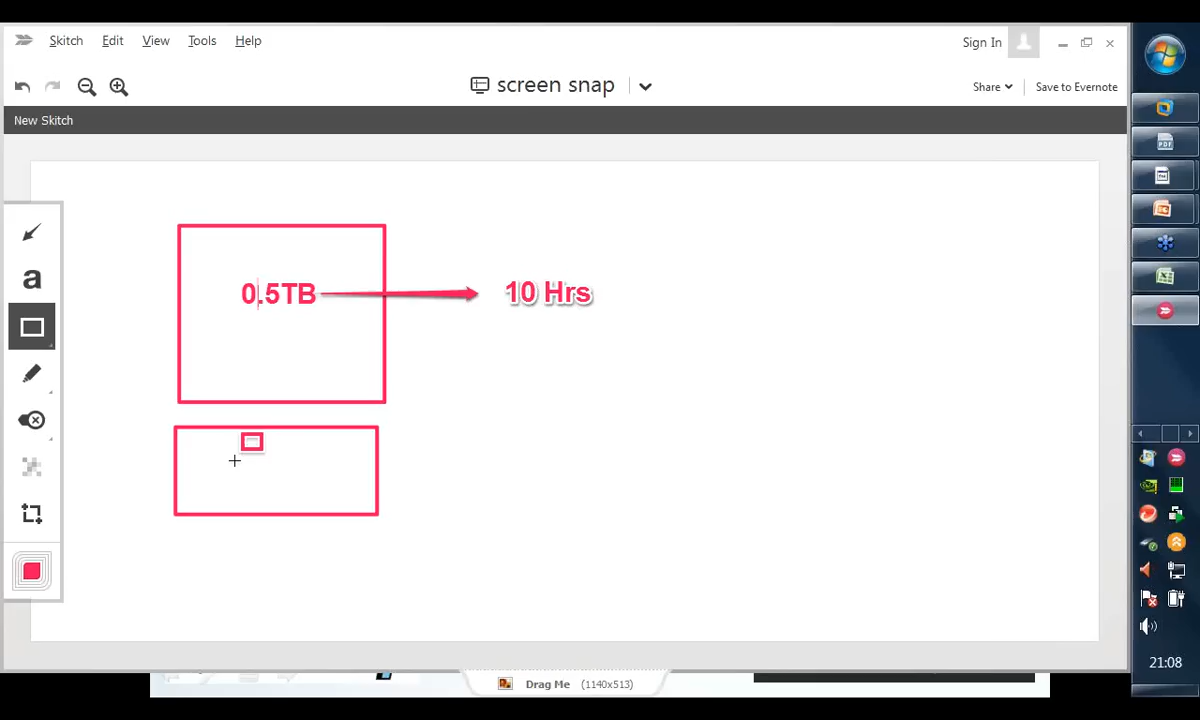 Skitch Edit View Tools Help Sign In
screen snap Share Save to Evernote
New Skitch
0.5TB 10 Hrs
a
PDF
21:08
Drag Me (1140x513)